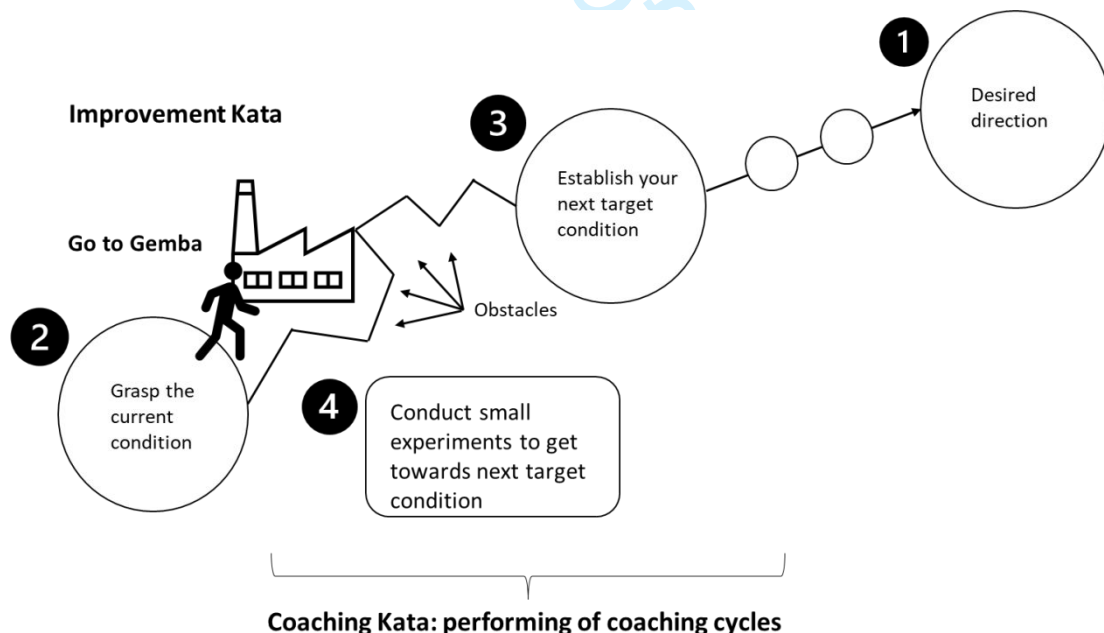 1
Desired
direction
Improvement Kata
3
Establish your
next target
condition
Go to Gemba
Obstacles
2
Grasp the
current
condition
4
Conduct small
experiments to get
towards next target
condition
Coaching Kata: performing of coaching cycles